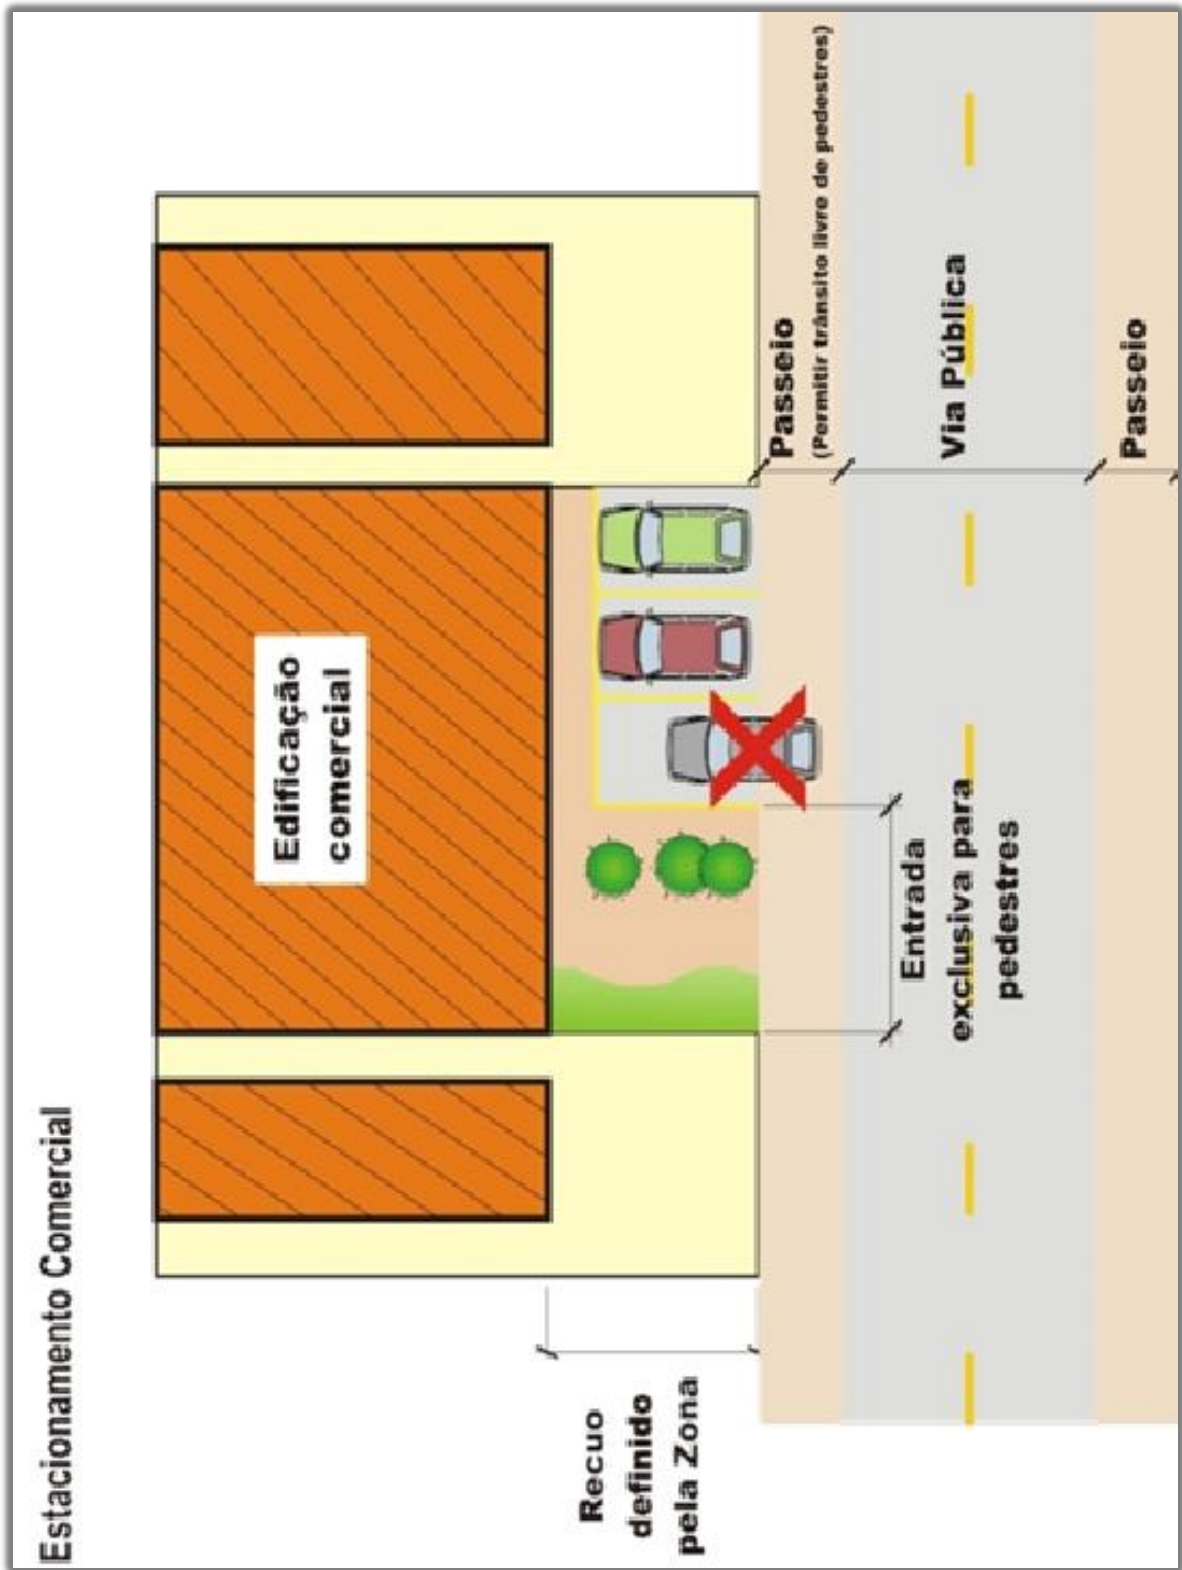 Estacionamento Comercial
Edificação
comercial
Recuo
definido
pela Zona
Passeio
(Permitir trânsito livre de pedestres)
Via Pública
Entrada
exclusiva para
pedestres
Passeio